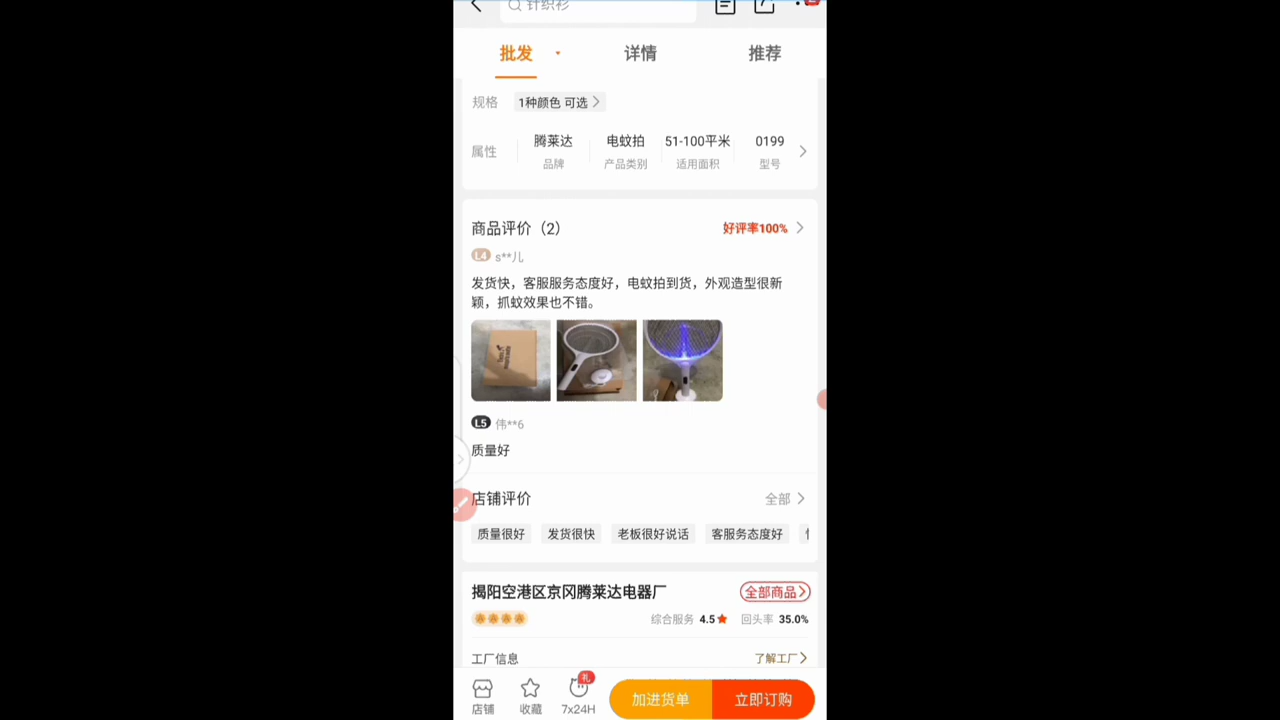 针织衫
批发
详情
推荐
规格
1种颜色 可选
属性
腾莱达
电蚊拍
51-100平米
0199
品牌
产品类别
适用面积
型号
商品评价（2）
好评率100%
L4 s**儿
发货快，客服服务态度好，电蚊拍到货，外观造型很新
颖，抓蚊效果也不错。
L5 伟**6
质量好
店铺评价
全部
质量很好
发货很快
老板很好说话
客服务态度好
揭阳空港区京冈腾莱达电器厂
全部商品
综合服务 4.5
回头率 35.0%
工厂信息
了解工厂
礼
店铺
收藏
7x24H
加进货单
立即订购